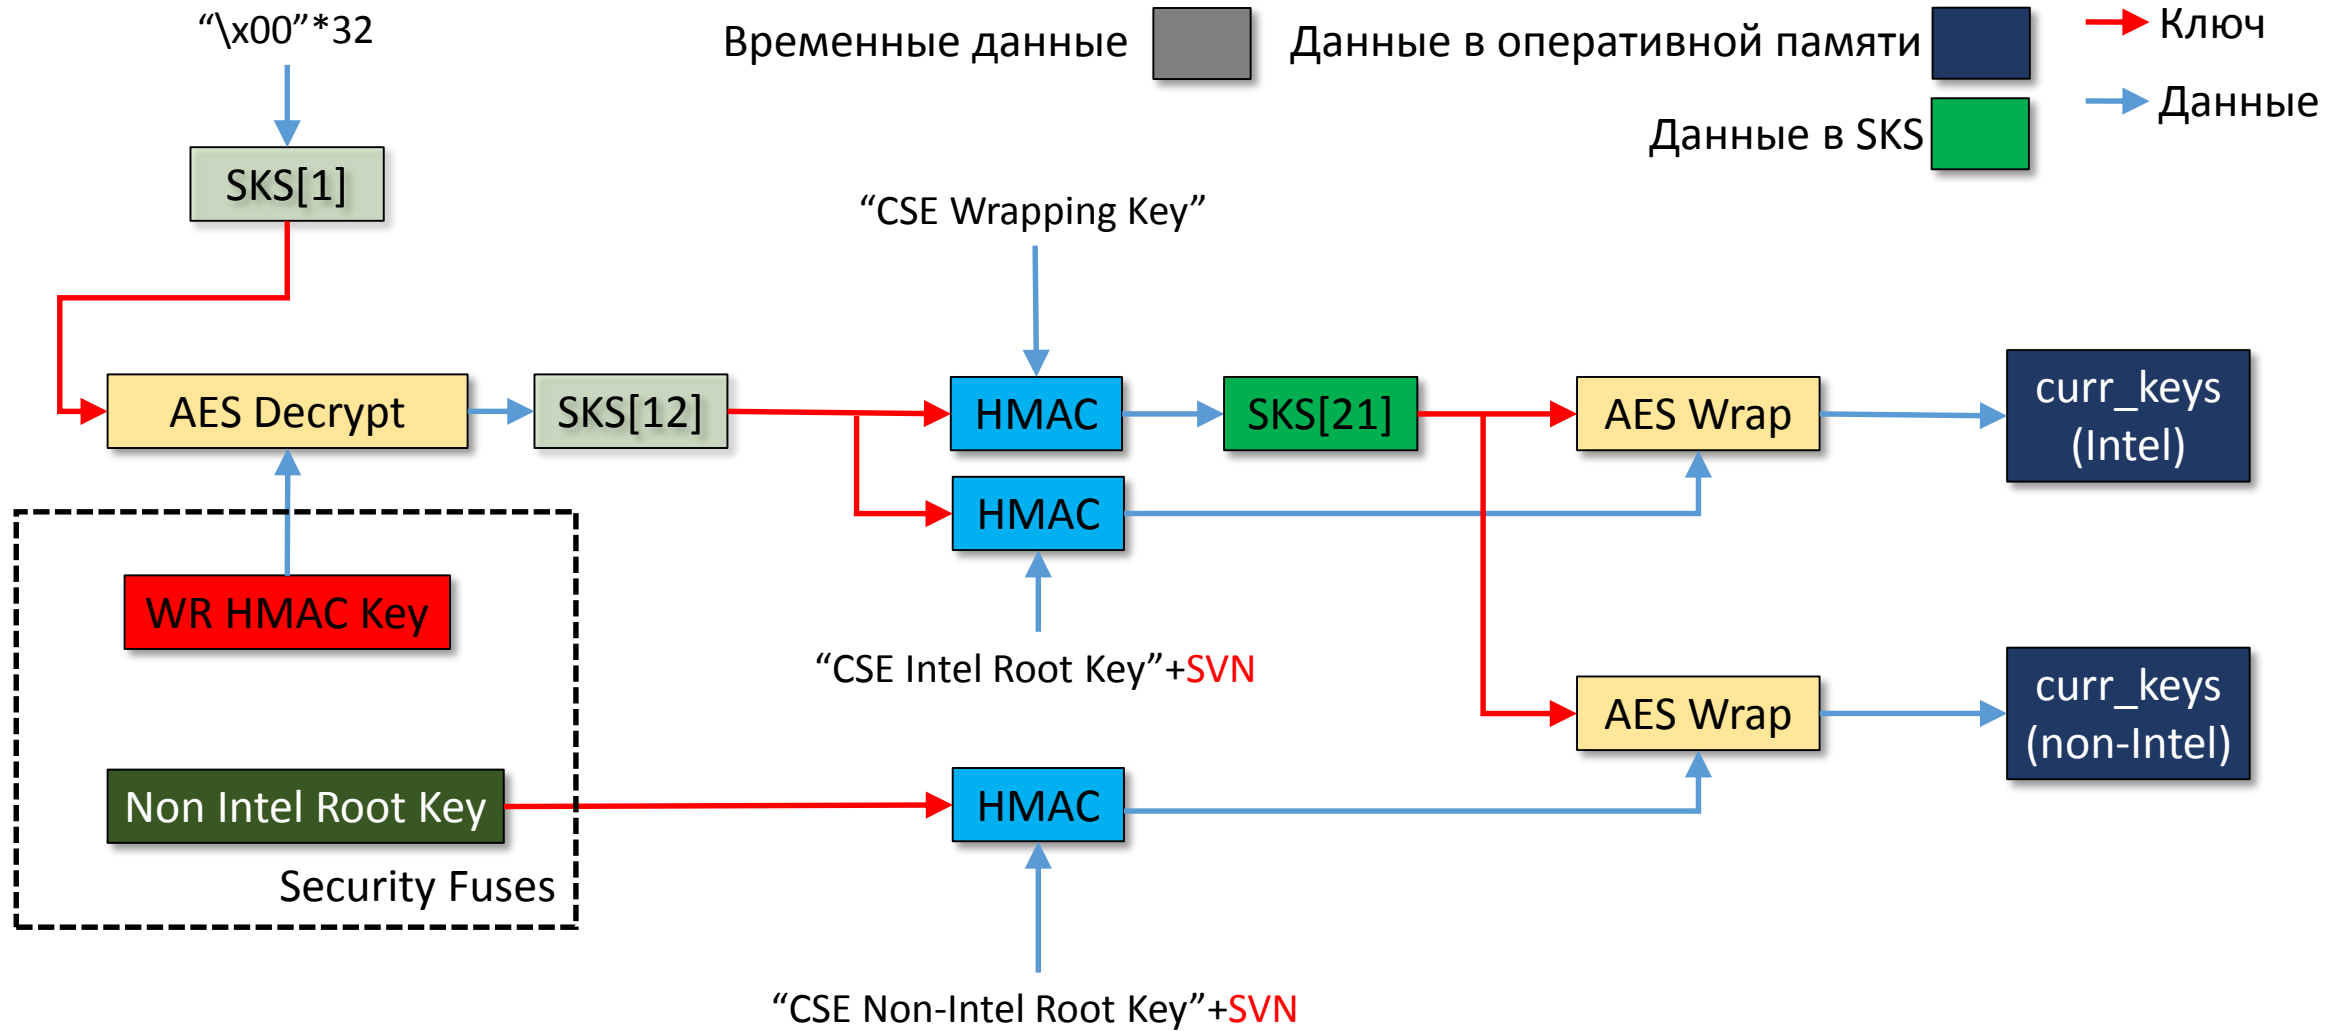 “\x00”*32
Временные данные
Данные в оперативной памяти
Ключ
Данные
Данные в SKS
SKS[1]
“CSE Wrapping Key”
AES Decrypt
SKS[12]
HMAC
SKS[21]
AES Wrap
curr_keys
(Intel)
HMAC
WR HMAC Key
“CSE Intel Root Key”+SVN
AES Wrap
curr_keys
(non-Intel)
Non Intel Root Key
HMAC
Security Fuses
“CSE Non-Intel Root Key”+SVN